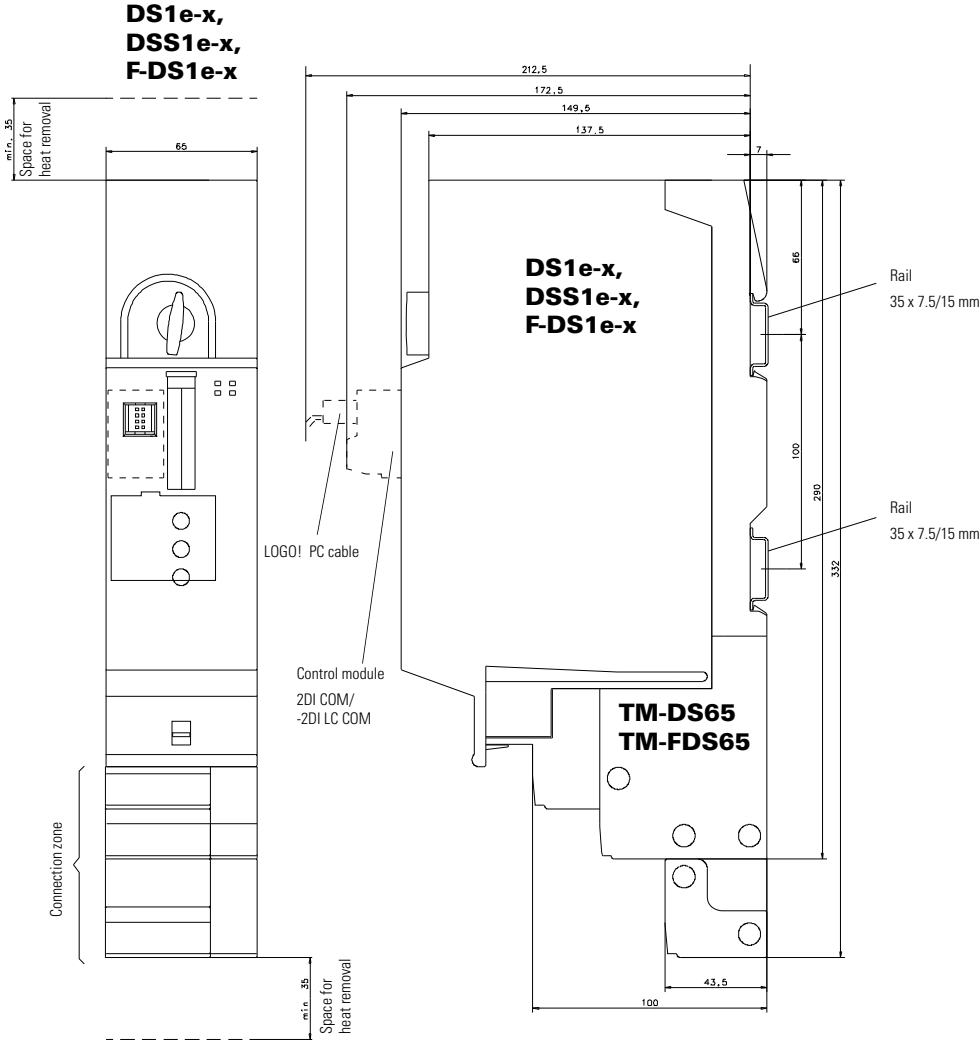 DS1e-x,
DSS1e-x,
F-DS1e-x
212,5
172,5
149,5
137,5
7
min. 35
Space for
heat removal
65
66
DS1e-x,
DSS1e-x,
F-DS1e-x
Rail
35 x 7.5/15 mm
100
290
332
Rail
35 x 7.5/15 mm
LOGO! PC cable
Control module
2DI COM/
-2DI LC COM
TM-DS65
TM-FDS65
Connection zone
43,5
100
min 35
Space for
heat removal